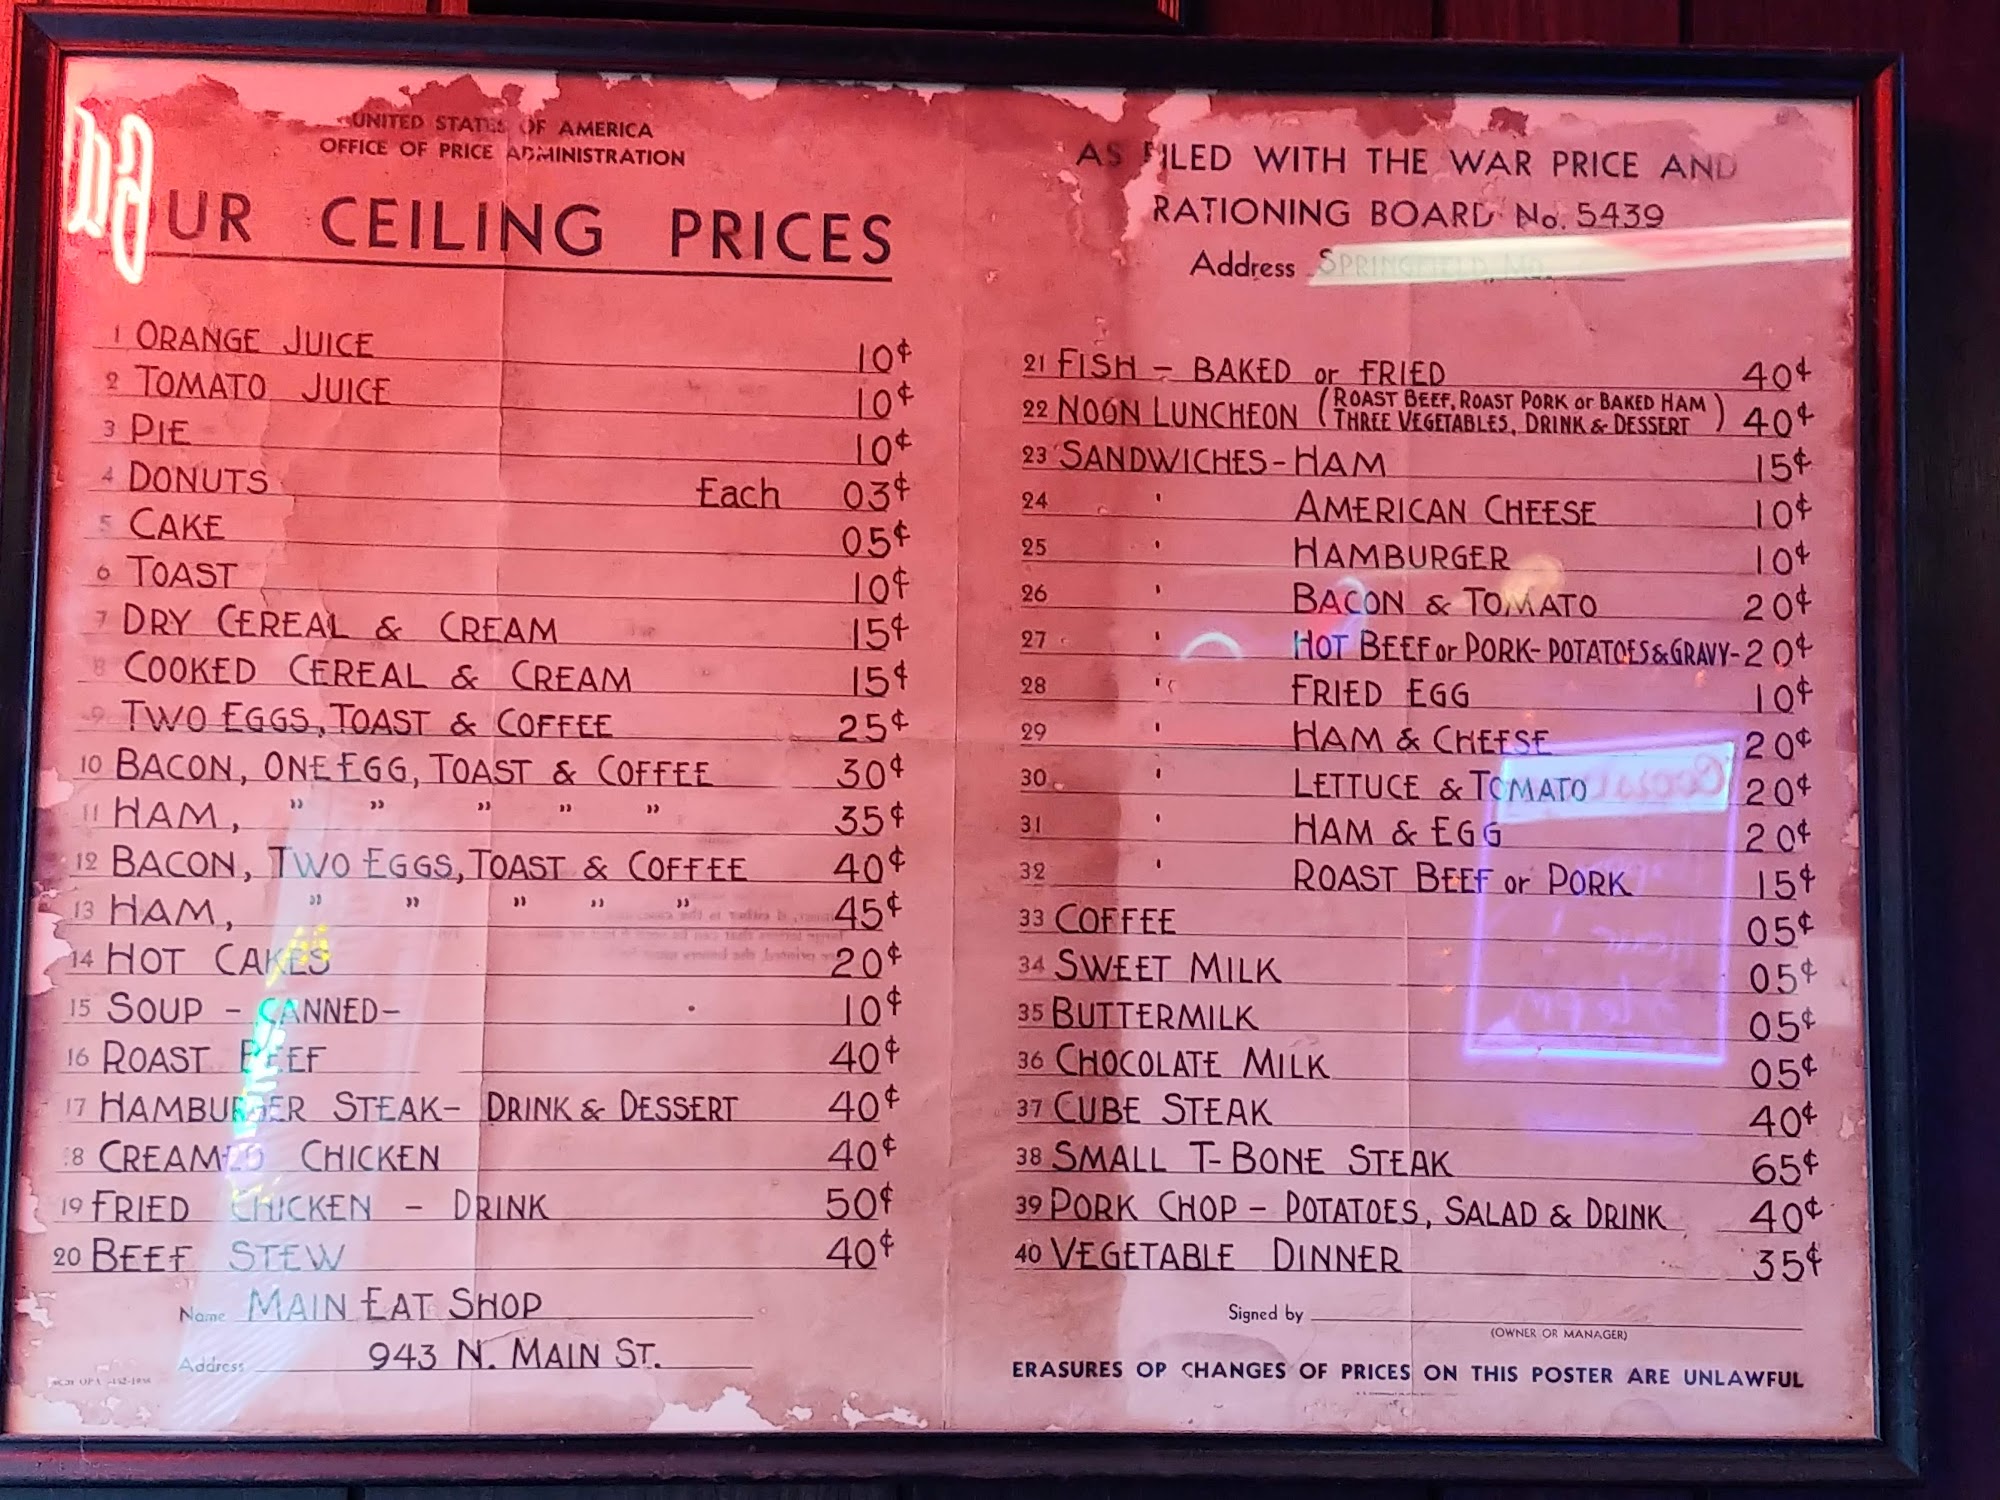 UNITED STATES OF AMERICA
OFFICE OF PRICE ADMINISTRATION
OUR CEILING PRICES
1 ORANGE JUICE 10¢
2 TOMATO JUICE 10¢
3 PIE 10¢
4 DONUTS Each 03¢
5 CAKE 05¢
6 TOAST 10¢
7 DRY CEREAL & CREAM 15¢
8 COOKED CEREAL & CREAM 15¢
9 TWO EGGS, TOAST & COFFEE 25¢
10 BACON, ONE EGG, TOAST & COFFEE 30¢
11 HAM, " " " " " 35¢
12 BACON, TWO EGGS, TOAST & COFFEE 40¢
13 HAM, " " " " " 45¢
14 HOT CAKES 20¢
15 SOUP - CANNED- 10¢
16 ROAST BEEF 40¢
17 HAMBURGER STEAK- DRINK & DESSERT 40¢
18 CREAMED CHICKEN 40¢
19 FRIED CHICKEN - DRINK 50¢
20 BEEF STEW 40¢
Name MAIN EAT SHOP
Address 943 N. MAIN ST.
AS FILED WITH THE WAR PRICE AND
RATIONING BOARD No. 5439
Address SPRINGFIELD, MO.
21 FISH - BAKED or FRIED 40¢
22 NOON LUNCHEON (ROAST BEEF, ROAST PORK or BAKED HAM
THREE VEGETABLES, DRINK & DESSERT) 40¢
23 SANDWICHES - HAM 15¢
24 ' AMERICAN CHEESE 10¢
25 ' HAMBURGER 10¢
26 ' BACON & TOMATO 20¢
27 ' HOT BEEF or PORK- POTATOES & GRAVY- 20¢
28 ' FRIED EGG 10¢
29 ' HAM & CHEESE 20¢
30 ' LETTUCE & TOMATO 20¢
31 ' HAM & EGG 20¢
32 ' ROAST BEEF or PORK 15¢
33 COFFEE 05¢
34 SWEET MILK 05¢
35 BUTTERMILK 05¢
36 CHOCOLATE MILK 05¢
37 CUBE STEAK 40¢
38 SMALL T-BONE STEAK 65¢
39 PORK CHOP - POTATOES, SALAD & DRINK 40¢
40 VEGETABLE DINNER 35¢
Signed by
(OWNER OR MANAGER)
ERASURES OR CHANGES OF PRICES ON THIS POSTER ARE UNLAWFUL